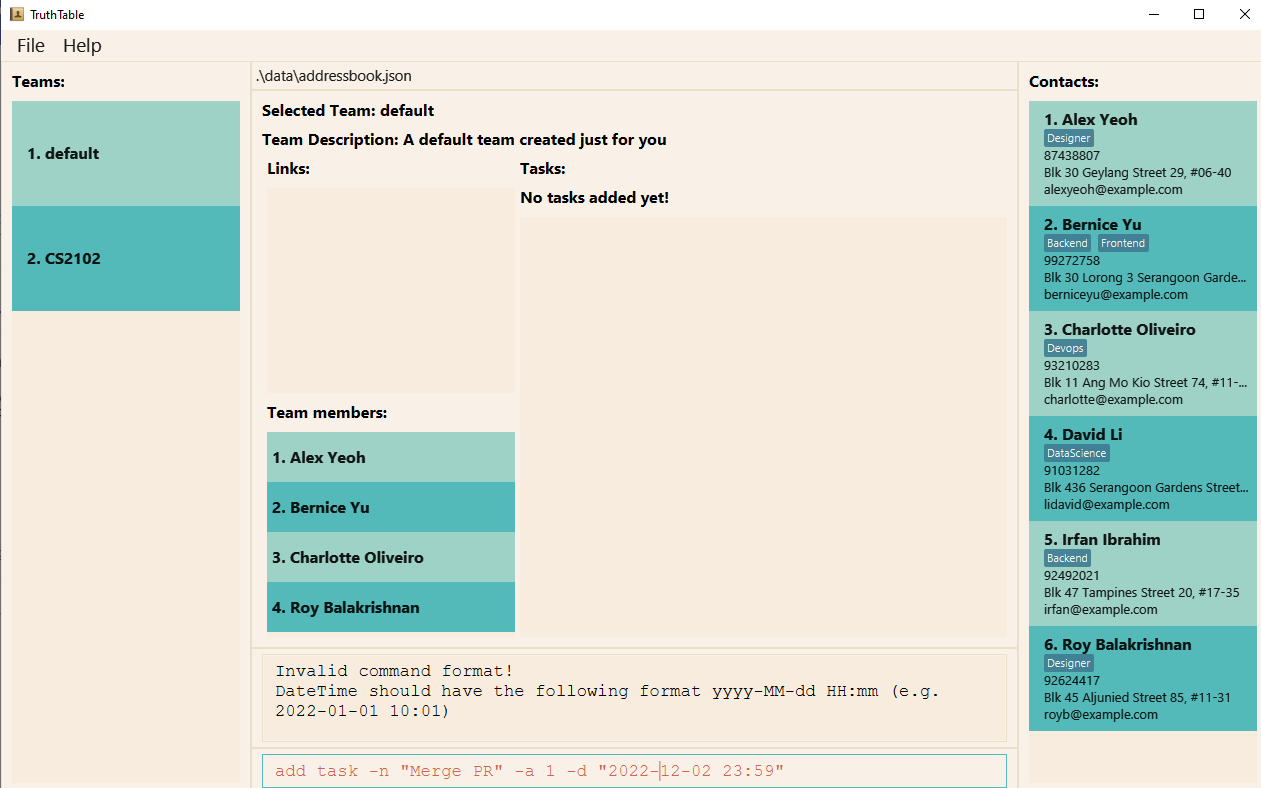 TruthTable
File Help
Teams:
1. default
2. CS2102
.\data\addressbook.json
Selected Team: default
Team Description: A default team created just for you
Links:
Tasks:
No tasks added yet!
Team members:
1. Alex Yeoh
2. Bernice Yu
3. Charlotte Oliveiro
4. Roy Balakrishnan
Invalid command format!
DateTime should have the following format yyyy-MM-dd HH:mm (e.g.
2022-01-01 10:01)
add task -n "Merge PR" -a 1 -d "2022-12-02 23:59"
Contacts:
1. Alex Yeoh
Designer
87438807
Blk 30 Geylang Street 29, #06-40
alexyeoh@example.com
2. Bernice Yu
Backend Frontend
99272758
Blk 30 Lorong 3 Serangoon Garde...
berniceyu@example.com
3. Charlotte Oliveiro
Devops
93210283
Blk 11 Ang Mo Kio Street 74, #11-...
charlotte@example.com
4. David Li
DataScience
91031282
Blk 436 Serangoon Gardens Street...
lidavid@example.com
5. Irfan Ibrahim
Backend
92492021
Blk 47 Tampines Street 20, #17-35
irfan@example.com
6. Roy Balakrishnan
Designer
92624417
Blk 45 Aljunied Street 85, #11-31
royb@example.com